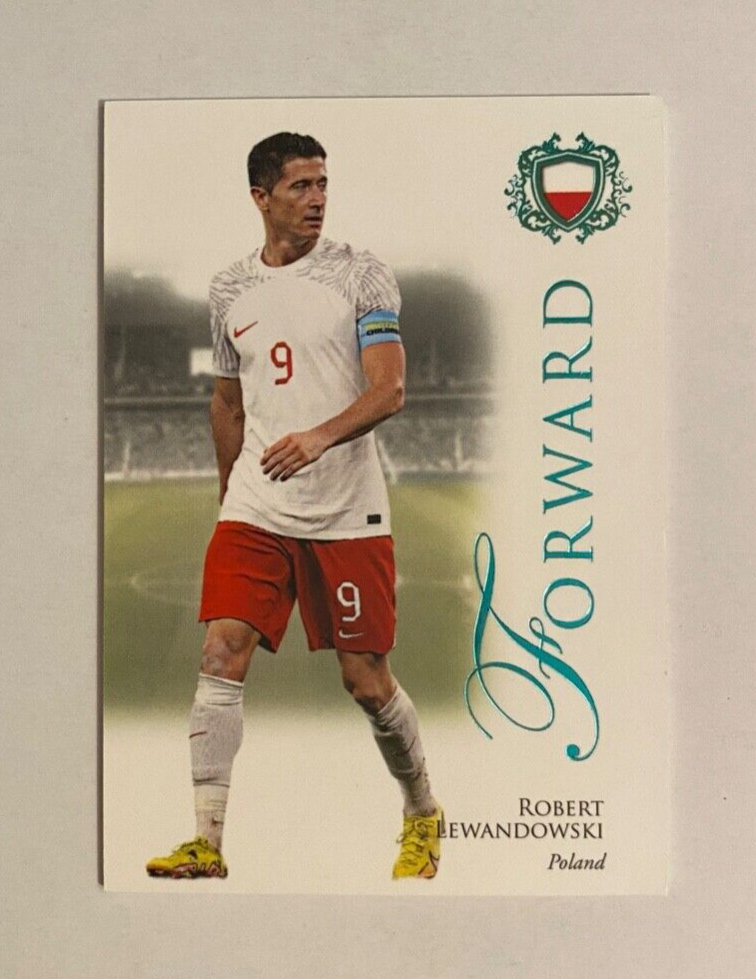 9
9
FORWARD
ROBERT
LEWANDOWSKI
Poland